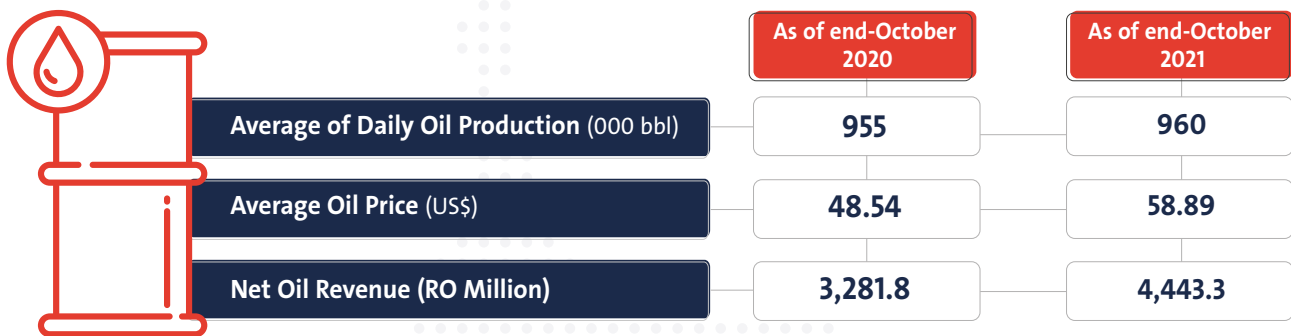 As of end-October
2020
As of end-October
2021
Average of Daily Oil Production (000 bbl)
955
960
Average Oil Price (US$)
48.54
58.89
Net Oil Revenue (RO Million)
3,281.8
4,443.3